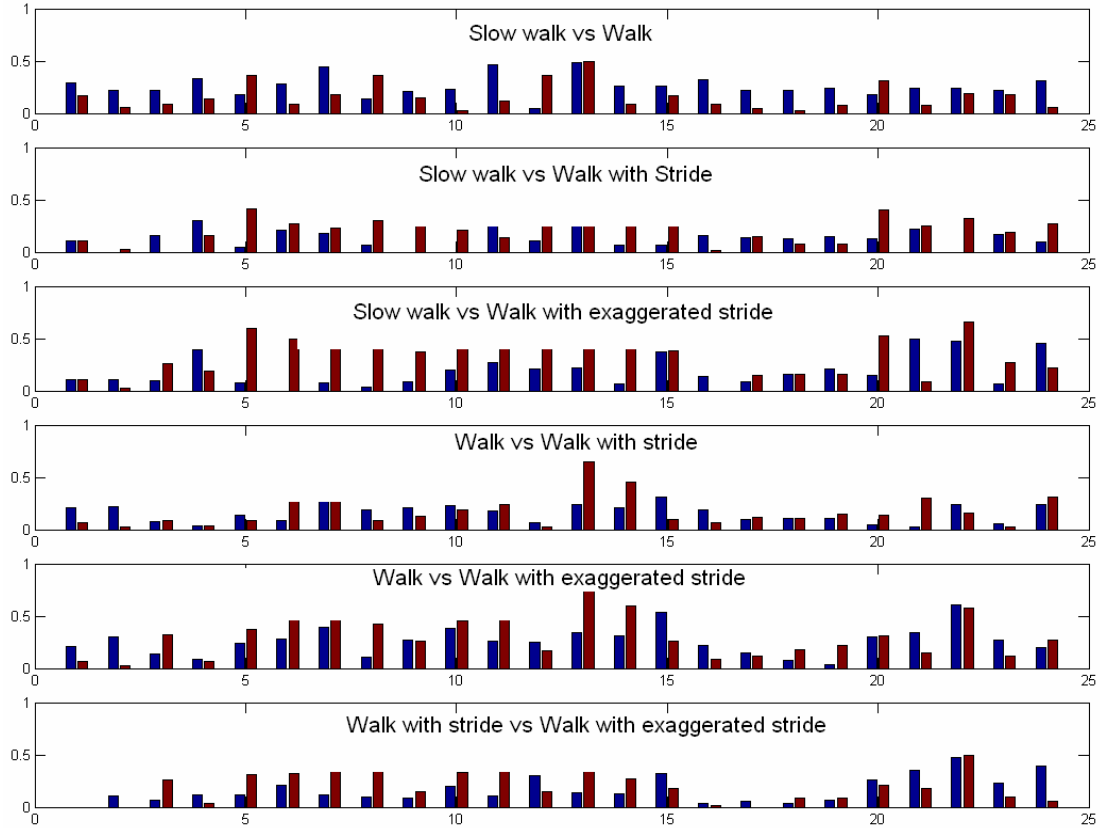 1
Slow walk vs Walk
0.5
0
0 5 10 15 20 25
1
Slow walk vs Walk with Stride
0.5
0
0 5 10 15 20 25
1
Slow walk vs Walk with exaggerated stride
0.5
0
0 5 10 15 20 25
1
Walk vs Walk with stride
0.5
0
0 5 10 15 20 25
1
Walk vs Walk with exaggerated stride
0.5
0
0 5 10 15 20 25
1
Walk with stride vs Walk with exaggerated stride
0.5
0
0 5 10 15 20 25